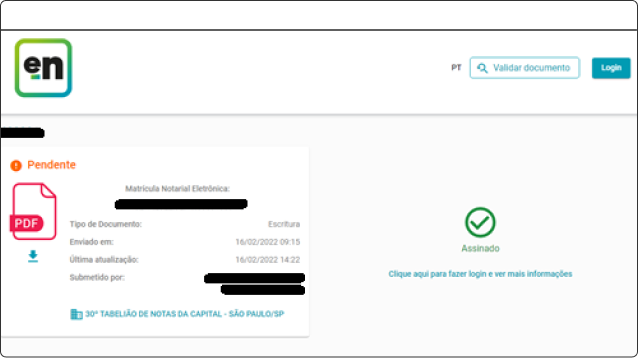 en
PT
Validar documento
Login
Pendente
Matrícula Notarial Eletrônica:
PDF
Tipo de Documento: Escritura
Enviado em: 16/02/2022 09:15
Última atualização: 16/02/2022 14:22
Submetido por:
30º TABELIÃO DE NOTAS DA CAPITAL - SÃO PAULO/SP
Assinado
Clique aqui para fazer login e ver mais informações